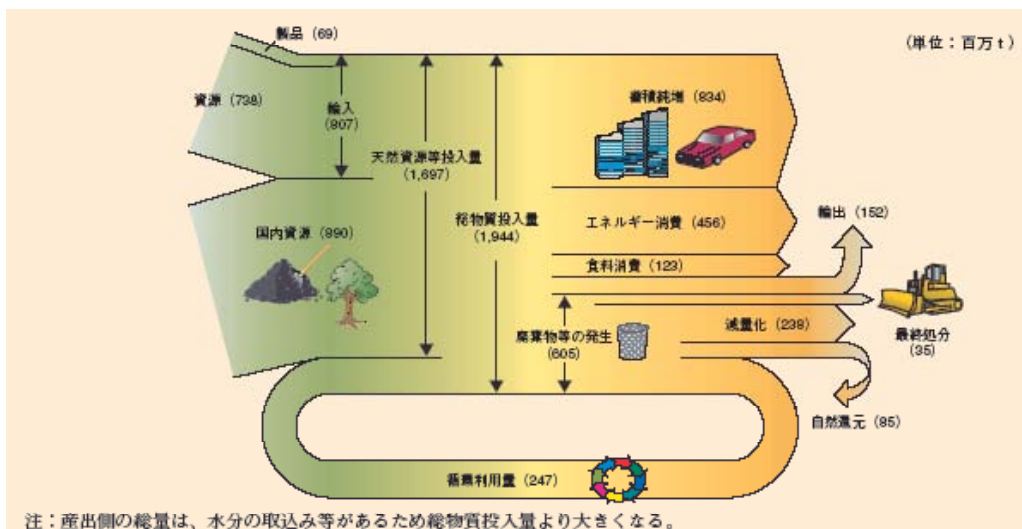 製品 (69)
(単位：百万t)
資源 (738)
輸入
(807)
蓄積純増 (834)
天然資源等投入量
(1,697)
総物質投入量
(1,944)
国内資源 (890)
エネルギー消費 (456)
輸出 (152)
食料消費 (123)
廃棄物等の発生
(605)
減量化 (238)
最終処分
(35)
自然還元 (85)
循環利用量 (247)
注：産出側の総量は、水分の取込み等があるため総物質投入量より大きくなる。